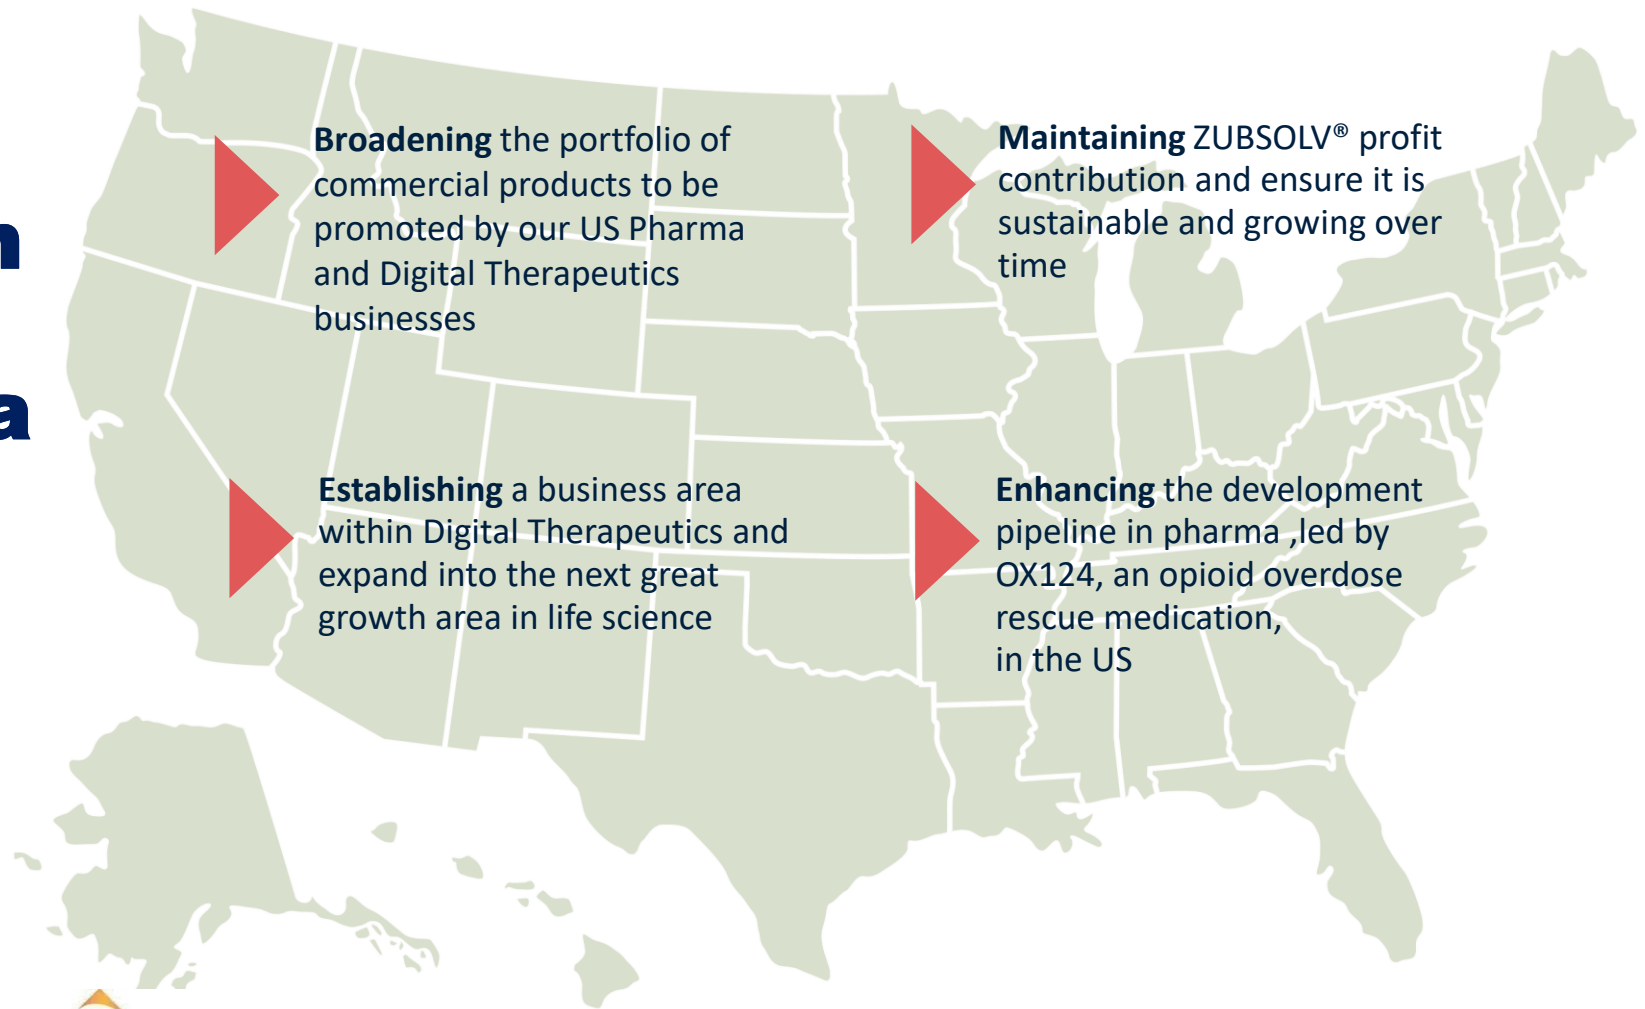 Broadening the portfolio of
commercial products to be
promoted by our US Pharma
and Digital Therapeutics
businesses
Maintaining ZUBSOLV® profit
contribution and ensure it is
sustainable and growing over
time
Establishing a business area
within Digital Therapeutics and
expand into the next great
growth area in life science
Enhancing the development
pipeline in pharma ,led by
OX124, an opioid overdose
rescue medication,
in the US